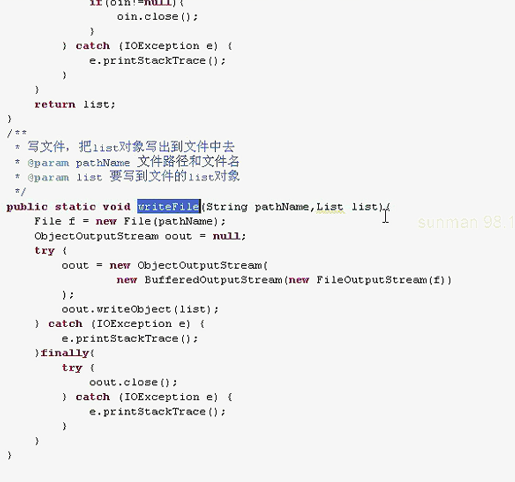 if(oin!=null){
oin.close();
}
} catch (IOException e) {
e.printStackTrace();
}
}
return list;
}
/**
* 写文件，把list对象写出到文件中去
* @param pathName 文件路径和文件名
* @param list 要写到文件的list对象
*/
public static void writeFile(String pathName,List list){
File f = new File(pathName);
ObjectOutputStream oout = null;
try {
oout = new ObjectOutputStream(
new BufferedOutputStream(new FileOutputStream(f))
);
oout.writeObject(list);
} catch (IOException e) {
e.printStackTrace();
}finally{
try {
oout.close();
} catch (IOException e) {
e.printStackTrace();
}
}
}